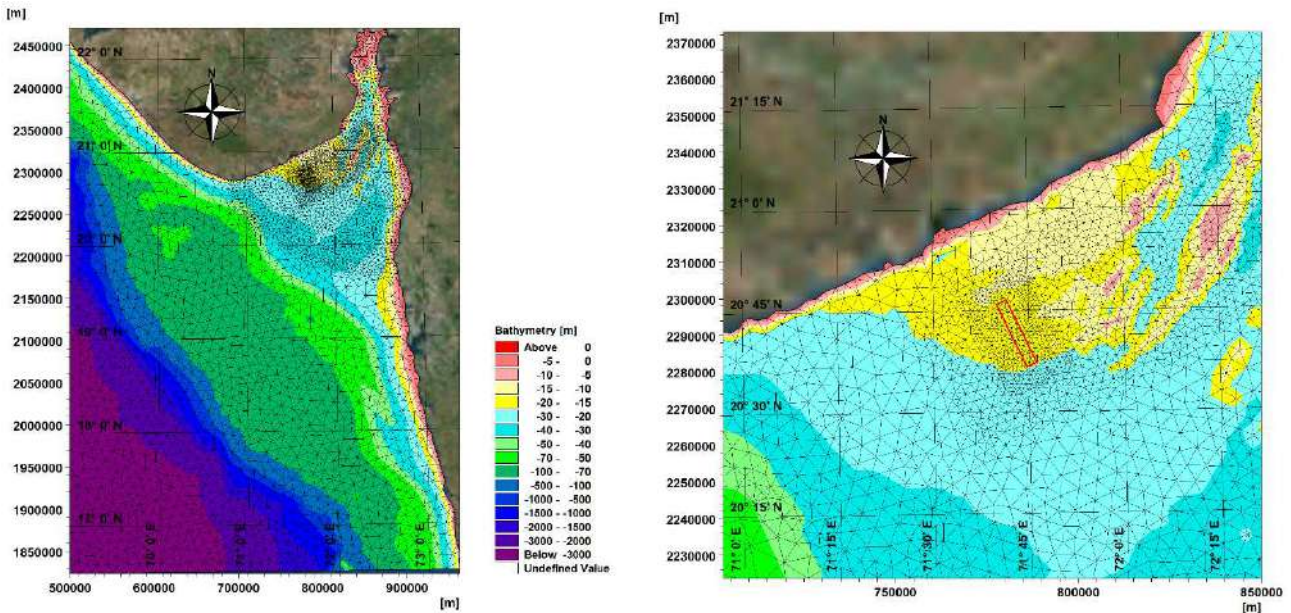 [m]
2450000
2400000
2350000
2300000
2250000
2200000
2150000
2100000
2050000
2000000
1950000
1900000
1850000
22° 0' N
21° 0' N
20° 0' N
19° 0' N
18° 0' N
N
70° 0' E
71° 0' E
72° 0' E
73° 0' E
500000
600000
700000
800000
900000
[m]
Bathymetry [m]
Above 0
-5 - 0
-10 - -5
-15 - -10
-20 - -15
-30 - -20
-40 - -30
-50 - -40
-70 - -50
-100 - -70
-500 - -100
-1000 - -500
-1500 - -1000
-2000 - -1500
-3000 - -2000
Below -3000
Undefined Value
[m]
2370000
2360000
2350000
2340000
2330000
2320000
2310000
2300000
2290000
2280000
2270000
2260000
2250000
2240000
2230000
21° 15' N
21° 0' N
20° 45' N
20° 30' N
20° 15' N
N
71° 0' E
71° 15' E
71° 30' E
71° 45' E
72° 0' E
72° 15' E
750000
800000
850000
[m]